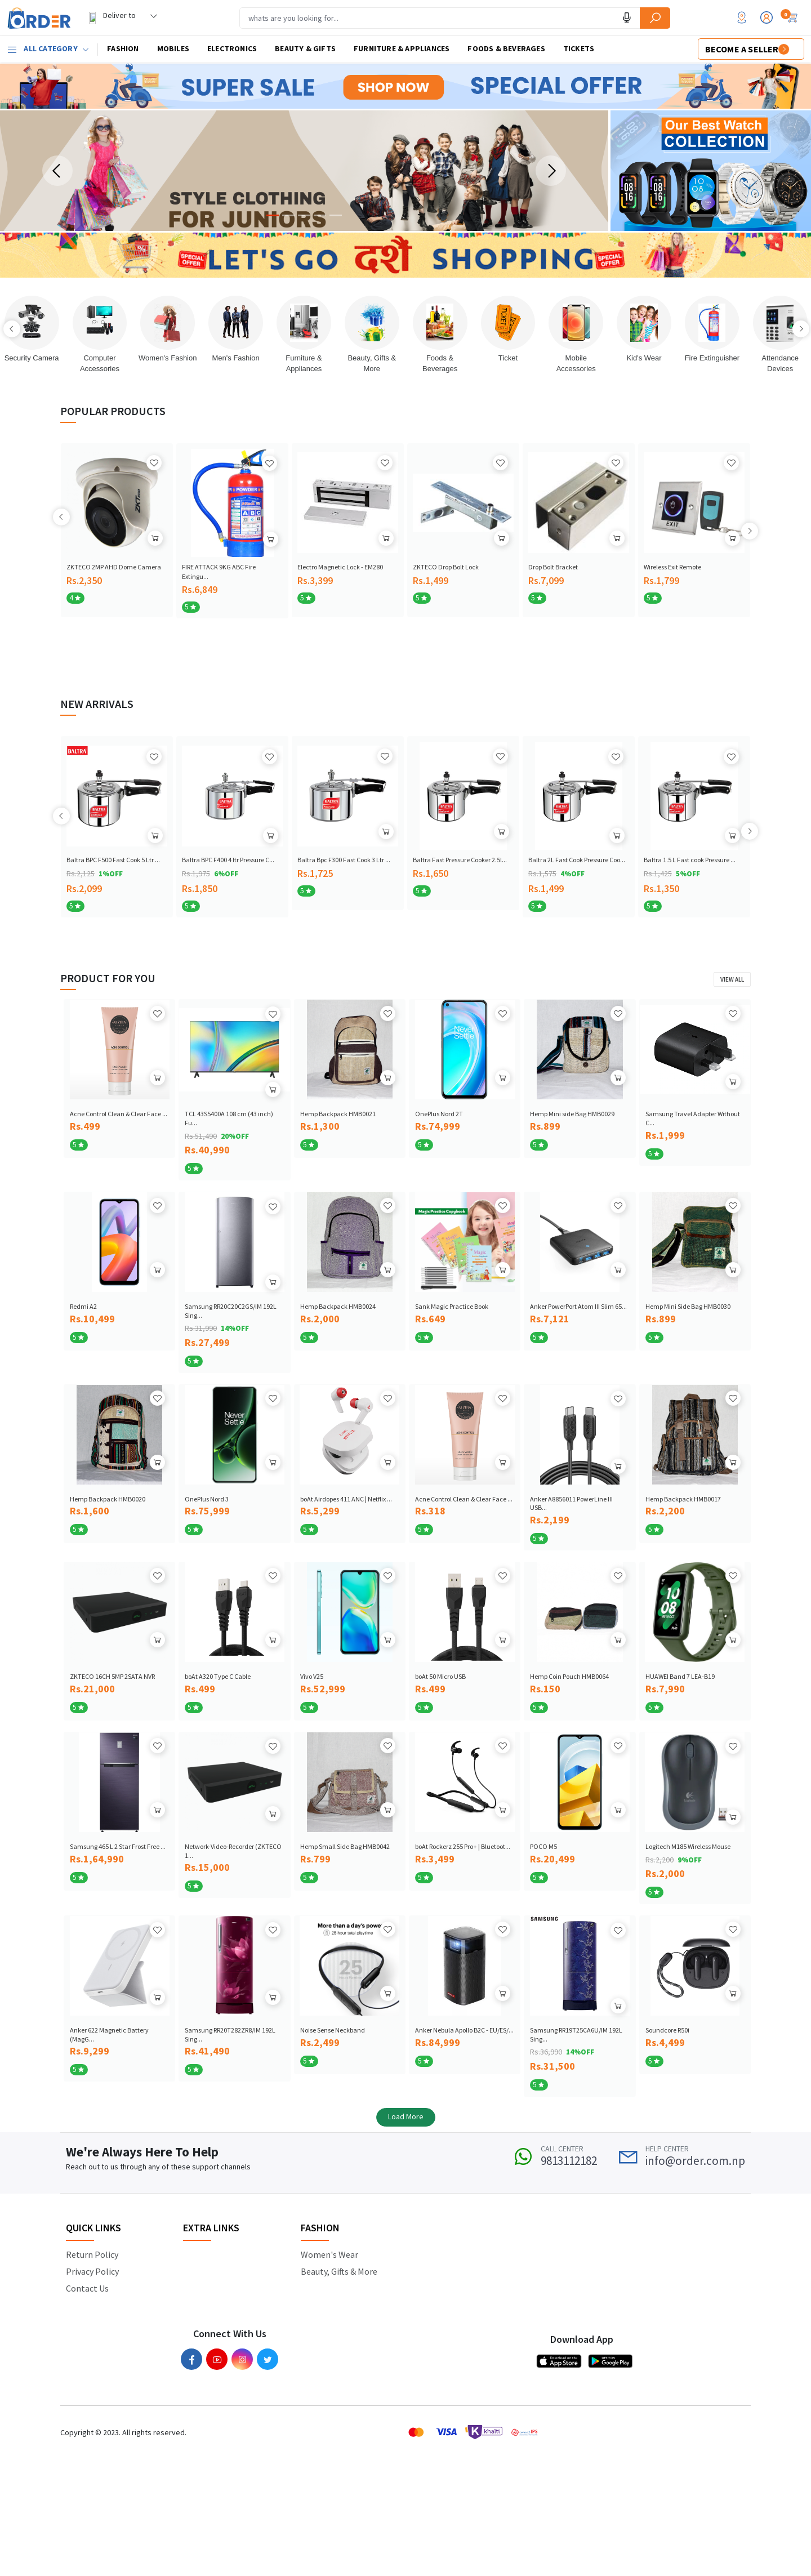 ORDER
Deliver to
whats are you looking for...
0
ALL CATEGORY
FASHION
MOBILES
ELECTRONICS
BEAUTY & GIFTS
FURNITURE & APPLIANCES
FOODS & BEVERAGES
TICKETS
BECOME A SELLER
SUPER SALE
SHOP NOW
SPECIAL OFFER
STYLE CLOTHING
FOR JUNIORS
Our Best Watch
COLLECTION
SPECIAL OFFER
LET'S GO दशैं SHOPPING
SPECIAL OFFER
Security Camera
Computer Accessories
Women's Fashion
Men's Fashion
Furniture & Appliances
Beauty, Gifts & More
Foods & Beverages
Ticket
Mobile Accessories
Kid's Wear
Fire Extinguisher
Attendance Devices
POPULAR PRODUCTS
ZKTECO 2MP AHD Dome Camera
Rs.2,350
4
FIRE ATTACK 9KG ABC Fire Extingu...
Rs.6,849
5
Electro Magnetic Lock - EM280
Rs.3,399
5
ZKTECO Drop Bolt Lock
Rs.1,499
5
Drop Bolt Bracket
Rs.7,099
5
EXIT
Wireless Exit Remote
Rs.1,799
5
NEW ARRIVALS
BALTRA
Baltra BPC F500 Fast Cook 5 Ltr ...
Rs.2,125 1%OFF
Rs.2,099
5
Baltra BPC F400 4 ltr Pressure C...
Rs.1,975 6%OFF
Rs.1,850
5
Baltra Bpc F300 Fast Cook 3 Ltr ...
Rs.1,725
5
Baltra Fast Pressure Cooker 2.5l...
Rs.1,650
5
Baltra 2L Fast Cook Pressure Coo...
Rs.1,575 4%OFF
Rs.1,499
5
Baltra 1.5 L Fast cook Pressure ...
Rs.1,425 5%OFF
Rs.1,350
5
PRODUCT FOR YOU
VIEW ALL
Acne Control Clean & Clear Face ...
Rs.499
5
TCL 43S5400A 108 cm (43 inch) Fu...
Rs.51,490 20%OFF
Rs.40,990
5
Hemp Backpack HMB0021
Rs.1,300
5
Never Settle
OnePlus Nord 2T
Rs.74,999
5
Hemp Mini side Bag HMB0029
Rs.899
5
Samsung Travel Adapter Without C...
Rs.1,999
5
Redmi A2
Rs.10,499
5
Samsung RR20C20C2GS/IM 192L Sing...
Rs.31,990 14%OFF
Rs.27,499
5
Hemp Backpack HMB0024
Rs.2,000
5
Magic Practice Copybook
Sank Magic Practice Book
Rs.649
5
Anker PowerPort Atom III Slim 65...
Rs.7,121
5
Hemp Mini Side Bag HMB0030
Rs.899
5
Hemp Backpack HMB0020
Rs.1,600
5
Never Settle
OnePlus Nord 3
Rs.75,999
5
boAt Airdopes 411 ANC | Netflix ...
Rs.5,299
5
Acne Control Clean & Clear Face ...
Rs.318
5
Anker A8856011 PowerLine III USB...
Rs.2,199
5
Hemp Backpack HMB0017
Rs.2,200
5
ZKTECO 16CH 5MP 2SATA NVR
Rs.21,000
5
boAt A320 Type C Cable
Rs.499
5
Vivo V25
Rs.52,999
5
boAt 50 Micro USB
Rs.499
5
Hemp Coin Pouch HMB0064
Rs.150
5
10
08
HUAWEI Band 7 LEA-B19
Rs.7,990
5
Samsung 465 L 2 Star Frost Free ...
Rs.1,64,990
5
Network-Video-Recorder (ZKTECO 1...
Rs.15,000
5
Hemp Small Side Bag HMB0042
Rs.799
5
boAt Rockerz 255 Pro+ | Bluetoot...
Rs.3,499
5
POCO M5
Rs.20,499
5
Logitech M185 Wireless Mouse
Rs.2,200 9%OFF
Rs.2,000
5
Anker 622 Magnetic Battery (MagG...
Rs.9,299
5
Samsung RR20T282ZR8/IM 192L Sing...
Rs.41,490
5
More than a day's power
25
Noise Sense Neckband
Rs.2,499
5
Anker Nebula Apollo B2C - EU/ES/...
Rs.84,999
5
SAMSUNG
Samsung RR19T25CA6U/IM 192L Sing...
Rs.36,990 14%OFF
Rs.31,500
5
Soundcore R50i
Rs.4,499
5
Load More
We're Always Here To Help
Reach out to us through any of these support channels
CALL CENTER
9813112182
HELP CENTER
info@order.com.np
QUICK LINKS
Return Policy
Privacy Policy
Contact Us
EXTRA LINKS
FASHION
Women's Wear
Beauty, Gifts & More
Connect With Us
Download App
App Store
Google Play
Copyright © 2023. All rights reserved.
VISA
khalti
IPS